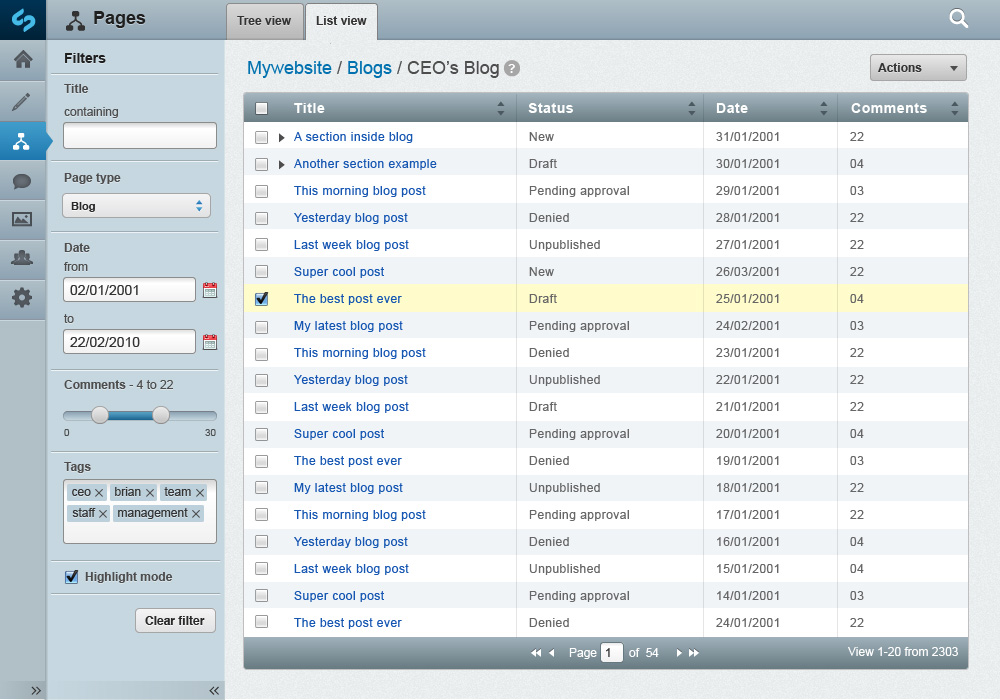 Pages
Tree view
List view
Filters
Title
containing
Page type
Blog
Date
from
02/01/2001
to
22/02/2010
Comments - 4 to 22
0 30
Tags
ceo × brian × team ×
staff × management ×
Highlight mode
Clear filter
Mywebsite / Blogs / CEO's Blog ?
Actions
Title Status Date Comments
A section inside blog New 31/01/2001 22
Another section example Draft 30/01/2001 04
This morning blog post Pending approval 29/01/2001 03
Yesterday blog post Denied 28/01/2001 22
Last week blog post Unpublished 27/01/2001 22
Super cool post New 26/03/2001 22
The best post ever Draft 25/01/2001 04
My latest blog post Pending approval 24/02/2001 03
This morning blog post Denied 23/01/2001 22
Yesterday blog post Unpublished 22/01/2001 22
Last week blog post Draft 21/01/2001 22
Super cool post Pending approval 20/01/2001 04
The best post ever Denied 19/01/2001 03
My latest blog post Unpublished 18/01/2001 22
This morning blog post Pending approval 17/01/2001 22
Yesterday blog post Denied 16/01/2001 04
Last week blog post Unpublished 15/01/2001 04
Super cool post Pending approval 14/01/2001 03
The best post ever Denied 24/01/2001 22
Page 1 of 54
View 1-20 from 2303